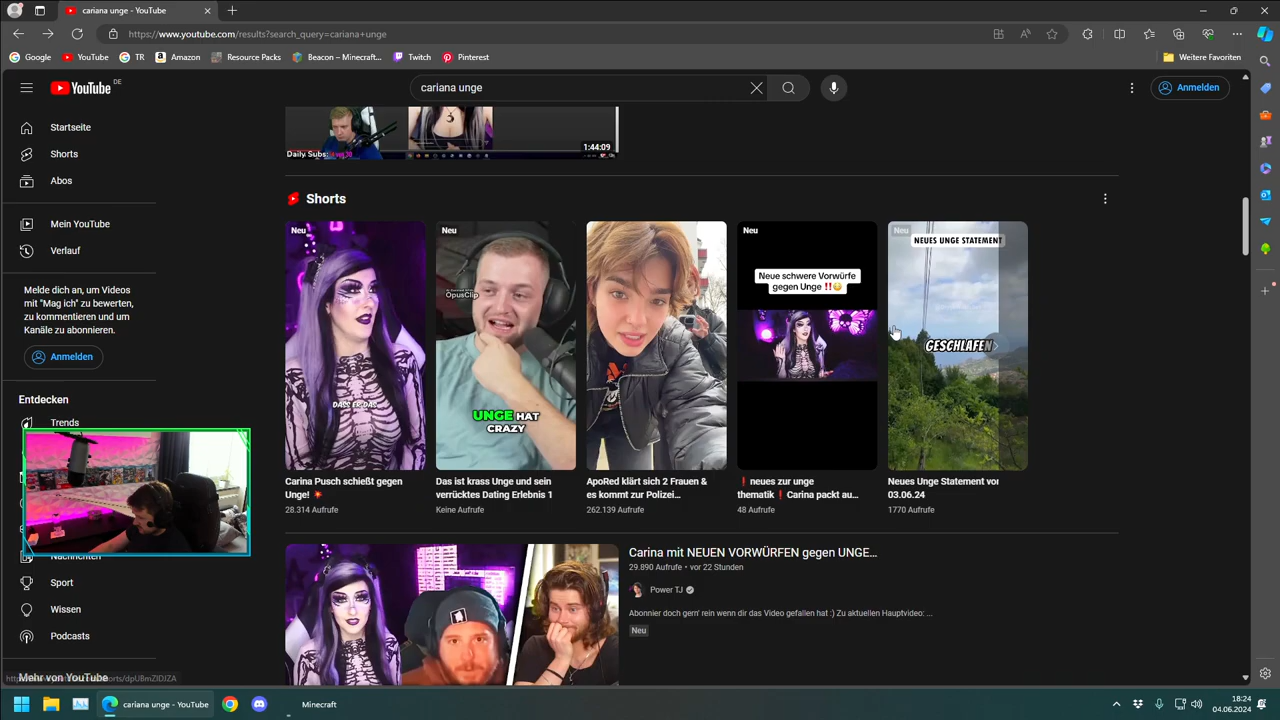 cariana unge - YouTube
https://www.youtube.com/results?search_query=cariana+unge
Google
YouTube
TR
Amazon
Resource Packs
Beacon – Minecraft...
Twitch
Pinterest
Weitere Favoriten
YouTube DE
cariana unge
Anmelden
Startseite
Shorts
Abos
Mein YouTube
Verlauf
Melde dich an, um Videos
mit "Mag ich" zu bewerten,
zu kommentieren und um
Kanäle zu abonnieren.
Anmelden
Entdecken
Trends
Nachrichten
Sport
Wissen
Podcasts
Mehr von YouTube
Daily Subs:
1:44:09
Shorts
Neu
DASS ER DAS
Carina Pusch schießt gegen
Unge! 💥
28.314 Aufrufe
Neu
OpusClip
UNGE HAT
CRAZY
Das ist krass Unge und sein
verrücktes Dating Erlebnis 1
Keine Aufrufe
ApoRed klärt sich 2 Frauen &
es kommt zur Polizei...
262.139 Aufrufe
Neu
Neue schwere Vorwürfe
gegen Unge ‼️😳
❗neues zur unge
thematik❗Carina packt au...
48 Aufrufe
Neu
NEUES UNGE STATEMENT
GESCHLAFEN
Neues Unge Statement vor
03.06.24
1770 Aufrufe
Carina mit NEUEN VORWÜRFEN gegen UNGE...
29.890 Aufrufe • vor 22 Stunden
Power TJ
Abonnier doch gern' rein wenn dir das Video gefallen hat :) Zu aktuellen Hauptvideo: ...
Neu
cariana unge - YouTube
Minecraft
18:24
04.06.2024